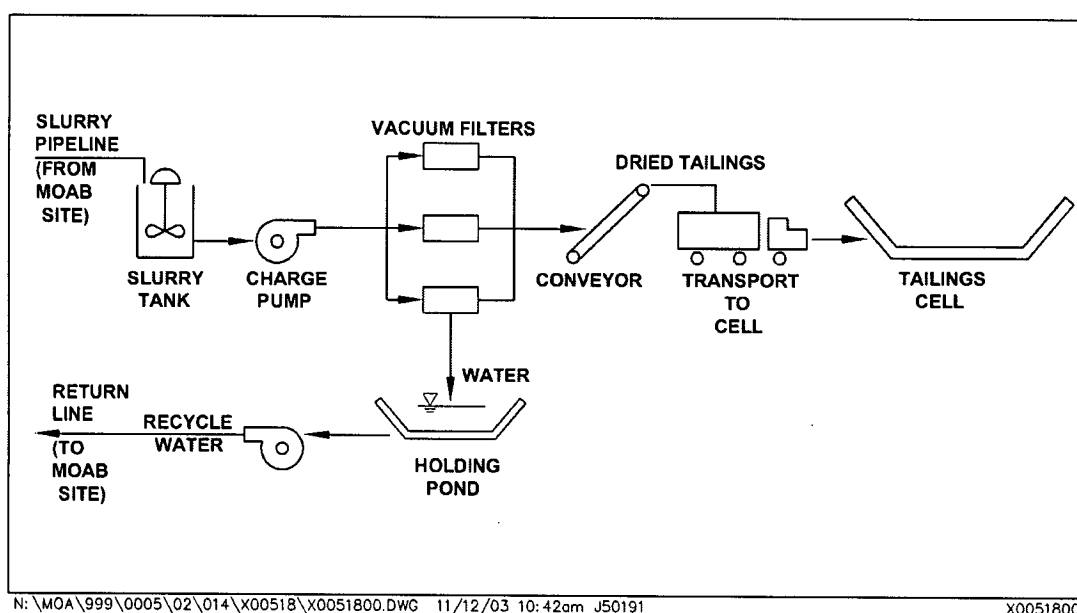 SLURRY
PIPELINE
(FROM
MOAB
SITE)
SLURRY
TANK
CHARGE
PUMP
VACUUM FILTERS
DRIED TAILINGS
CONVEYOR
TRANSPORT
TO
CELL
TAILINGS
CELL
WATER
HOLDING
POND
RECYCLE
WATER
RETURN
LINE
(TO
MOAB
SITE)
N:\MOA\999\0005\02\014\X00518\X0051800.DWG 11/12/03 10:42am J50191
X0051800